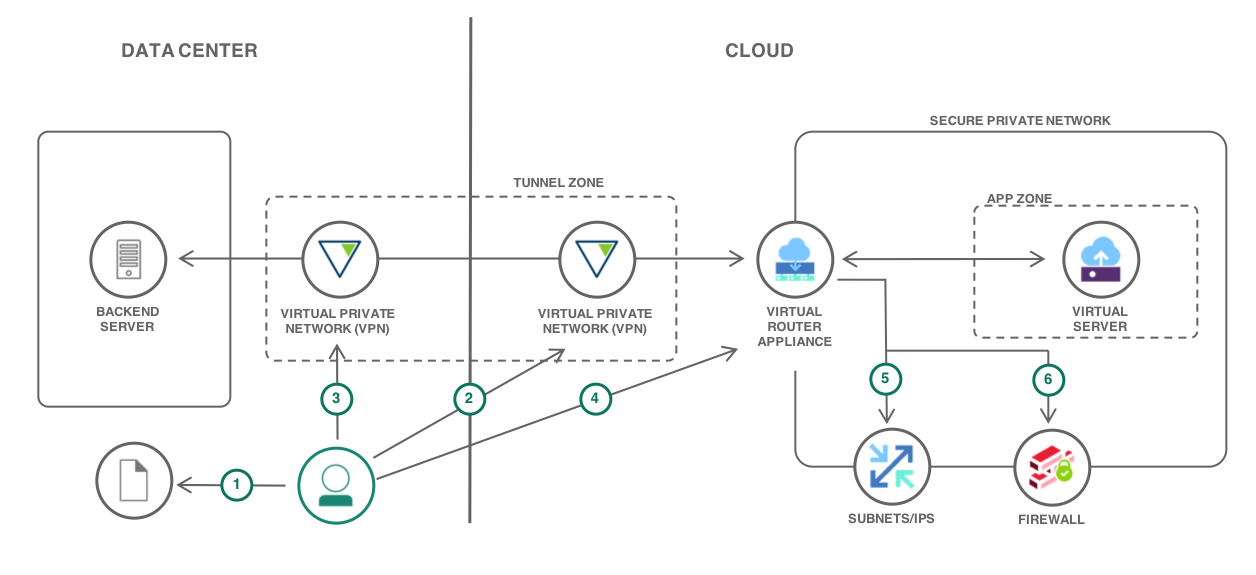 DATA CENTER
CLOUD
SECURE PRIVATE NETWORK
TUNNEL ZONE
APP ZONE
BACKEND
SERVER
VIRTUAL PRIVATE
NETWORK (VPN)
VIRTUAL PRIVATE
NETWORK (VPN)
VIRTUAL
ROUTER
APPLIANCE
VIRTUAL
SERVER
3
2
4
5
6
1
SUBNETS/IPS
FIREWALL